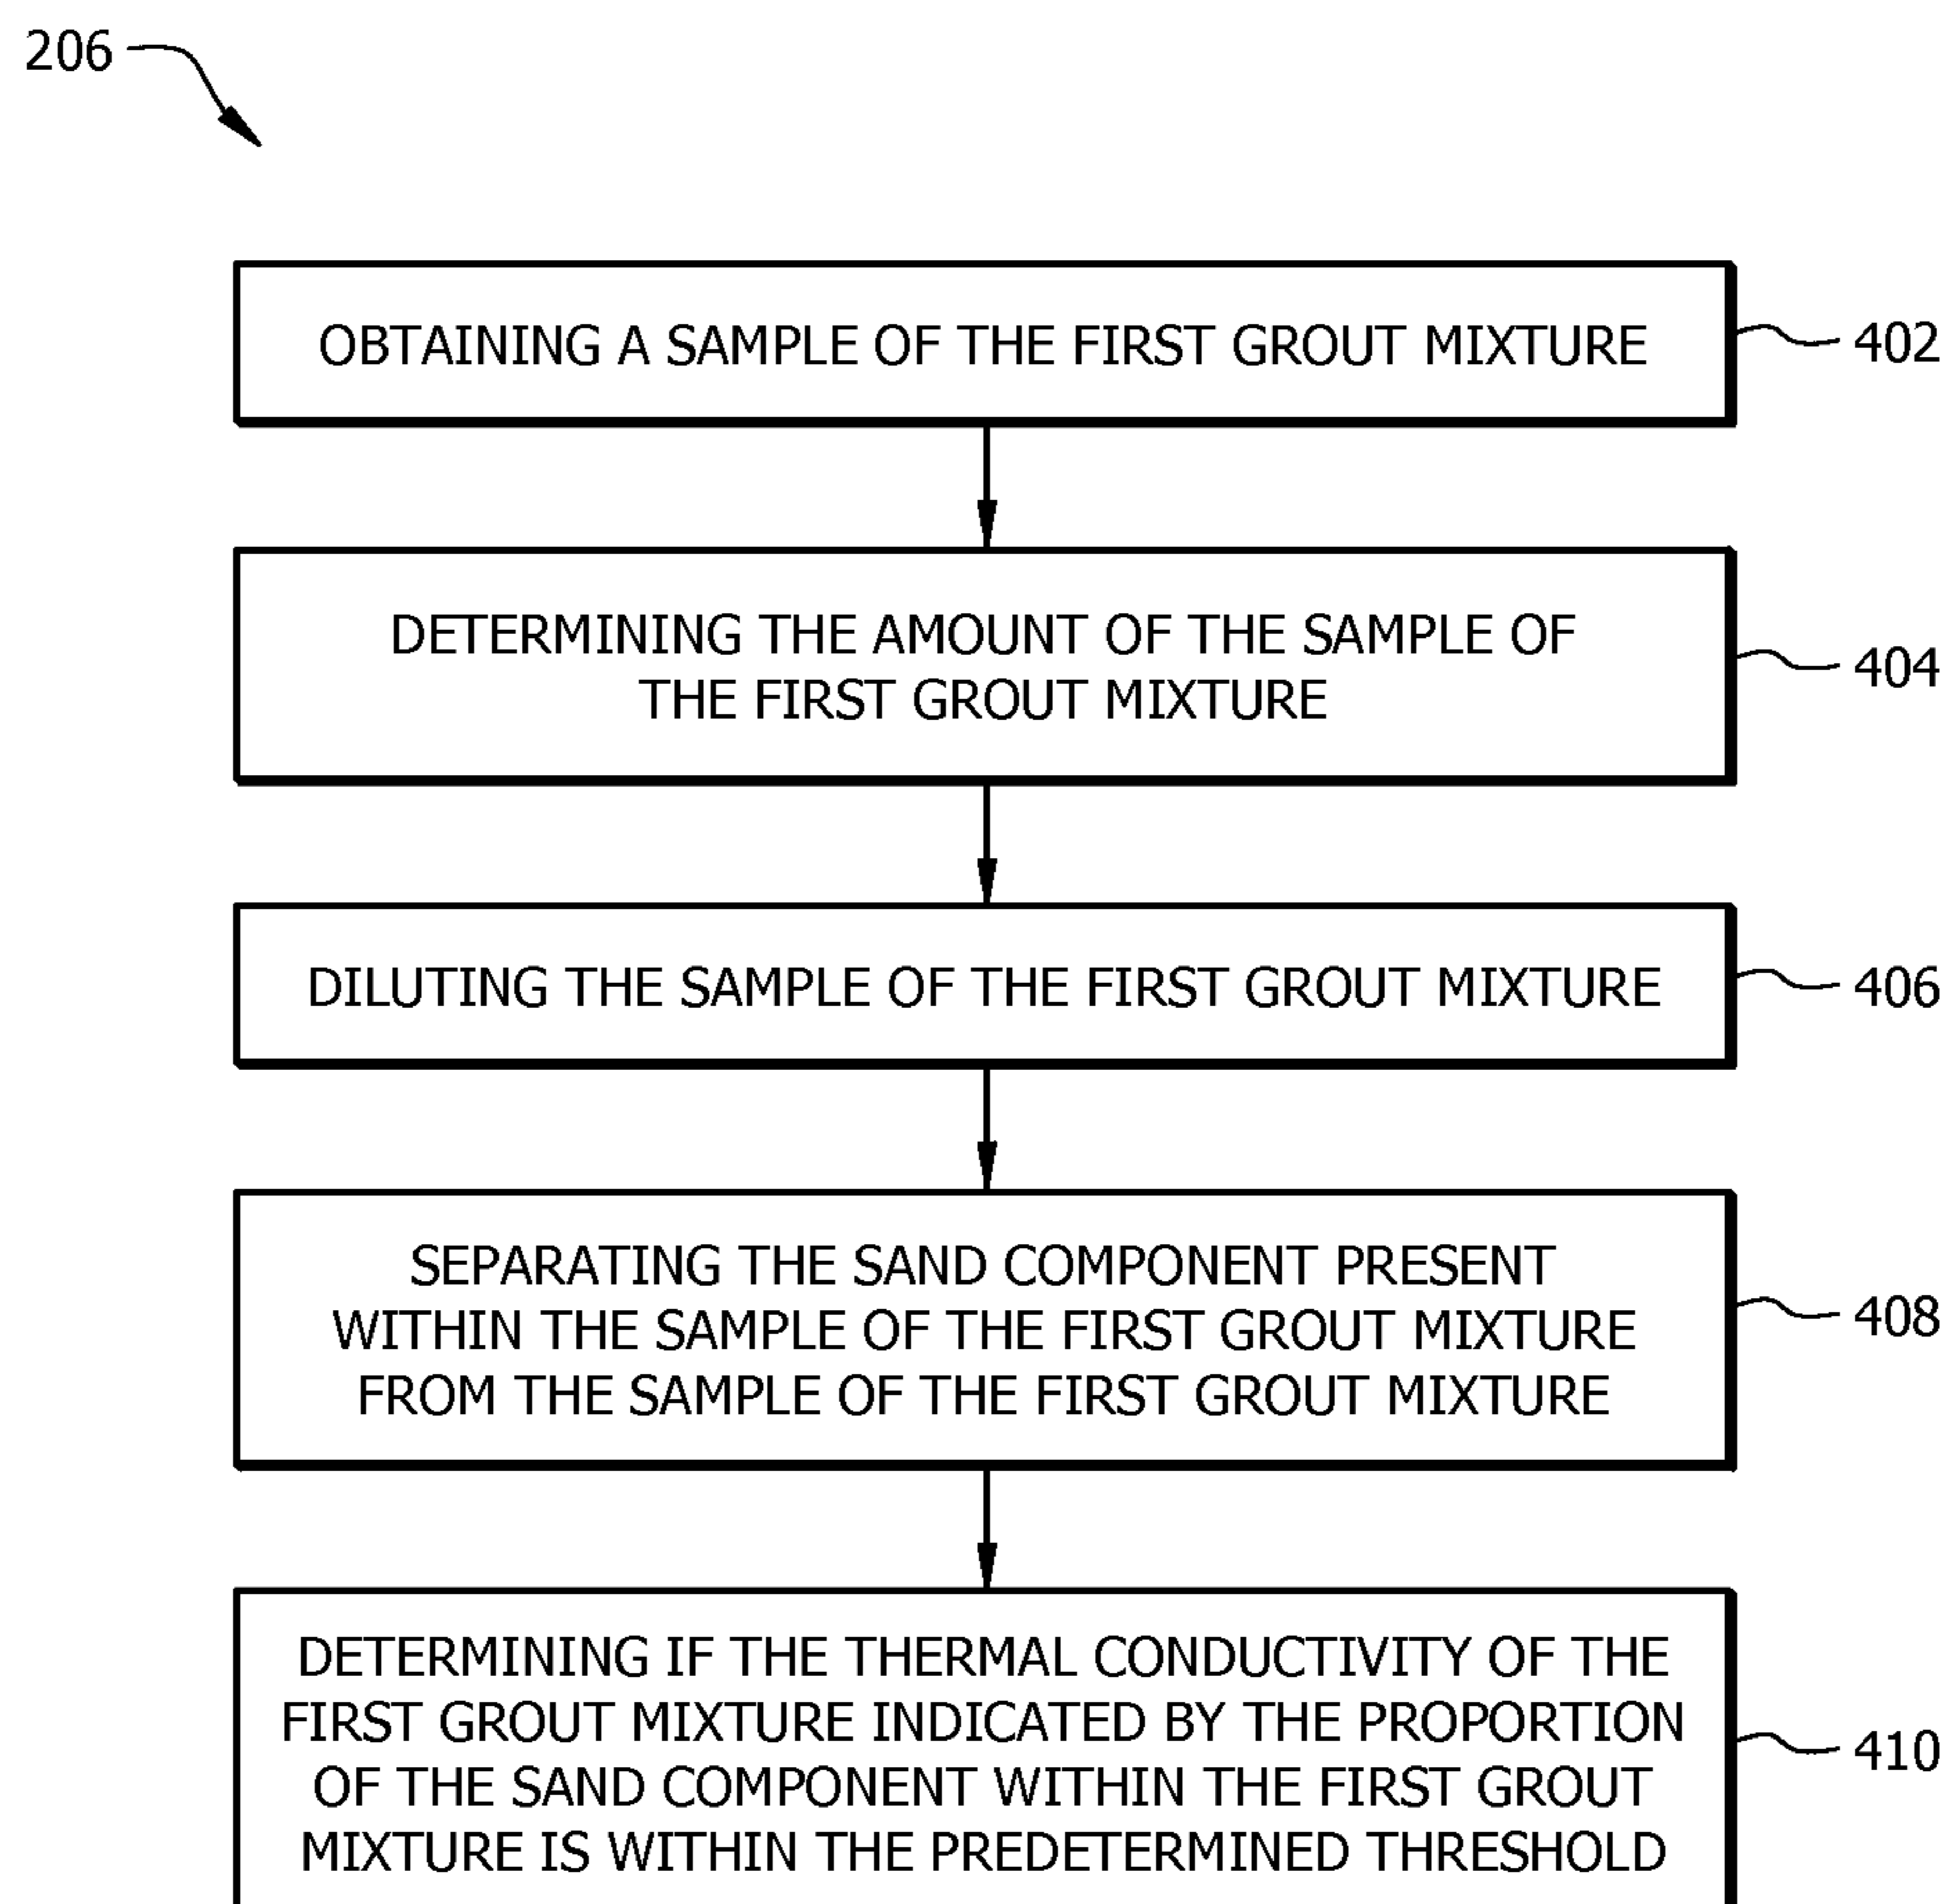 206
OBTAINING A SAMPLE OF THE FIRST GROUT MIXTURE
402
DETERMINING THE AMOUNT OF THE SAMPLE OF
THE FIRST GROUT MIXTURE
404
DILUTING THE SAMPLE OF THE FIRST GROUT MIXTURE
406
SEPARATING THE SAND COMPONENT PRESENT
WITHIN THE SAMPLE OF THE FIRST GROUT MIXTURE
FROM THE SAMPLE OF THE FIRST GROUT MIXTURE
408
DETERMINING IF THE THERMAL CONDUCTIVITY OF THE
FIRST GROUT MIXTURE INDICATED BY THE PROPORTION
OF THE SAND COMPONENT WITHIN THE FIRST GROUT
MIXTURE IS WITHIN THE PREDETERMINED THRESHOLD
410